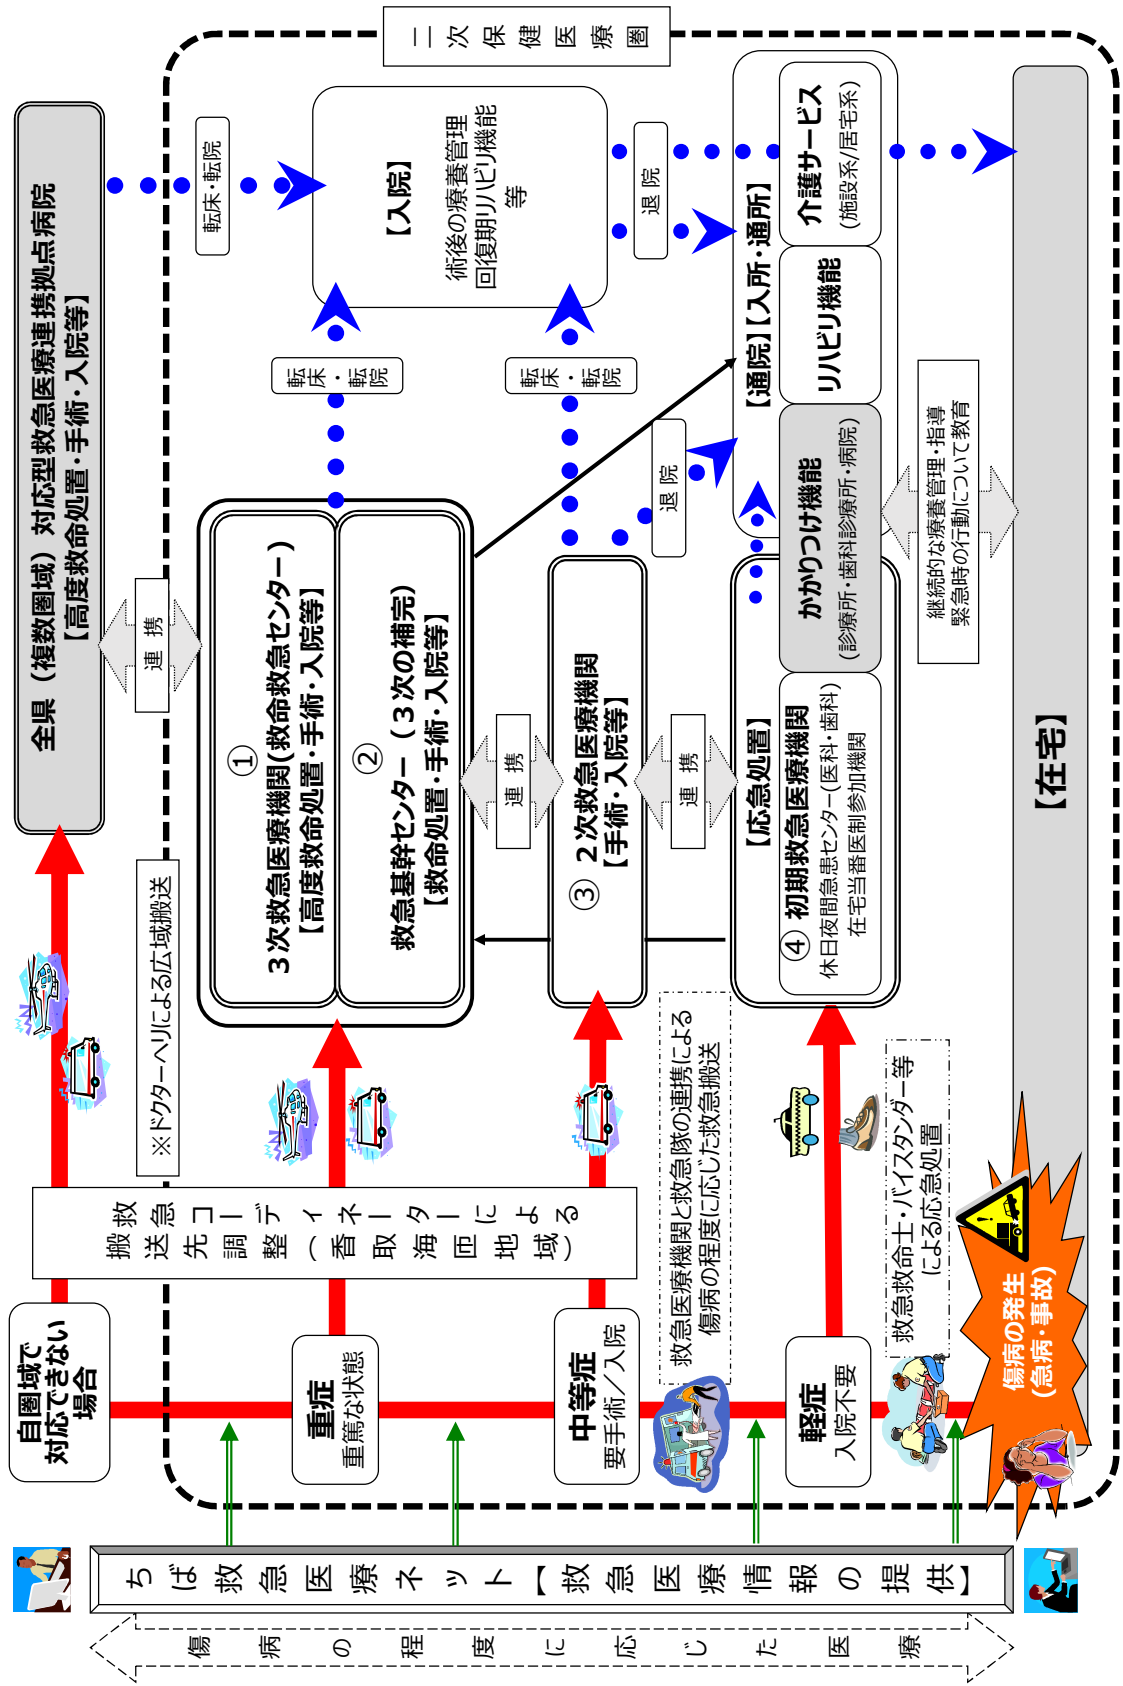 二次保健医療圏
全県（複数圏域）対応型救急医療連携拠点病院
【高度救命処置・手術・入院等】
転床・転院
【入院】
術後の療養管理
回復期リハビリ機能
等
転床・転院
転床・転院
退院
退院
連携
①
３次救急医療機関(救命救急センター)
【高度救命処置・手術・入院等】
②
救急基幹センター（３次の補完）
【救命処置・手術・入院等】
連携
③ ２次救急医療機関
【手術・入院等】
連携
【応急処置】
④ 初期救急医療機関
休日夜間急患センター(医科・歯科)
在宅当番医制参加機関
【通院】【入所・通所】
かかりつけ機能
(診療所・歯科診療所・病院)
リハビリ機能
介護サービス
(施設系/居宅系)
継続的な療養管理・指導
緊急時の行動について教育
【在宅】
※ドクターヘリによる広域搬送
救急コーディネーターによる
搬送先調整（香取海匝地域）
自圏域で
対応できない
場合
重症
重篤な状態
中等症
要手術／入院
救急医療機関と救急隊の連携による
傷病の程度に応じた救急搬送
軽症
入院不要
救急救命士・バイスタンダー等
による応急処置
傷病の発生
(急病・事故)
ちば救急医療ネット【救急医療情報の提供】
傷病の程度に応じた医療